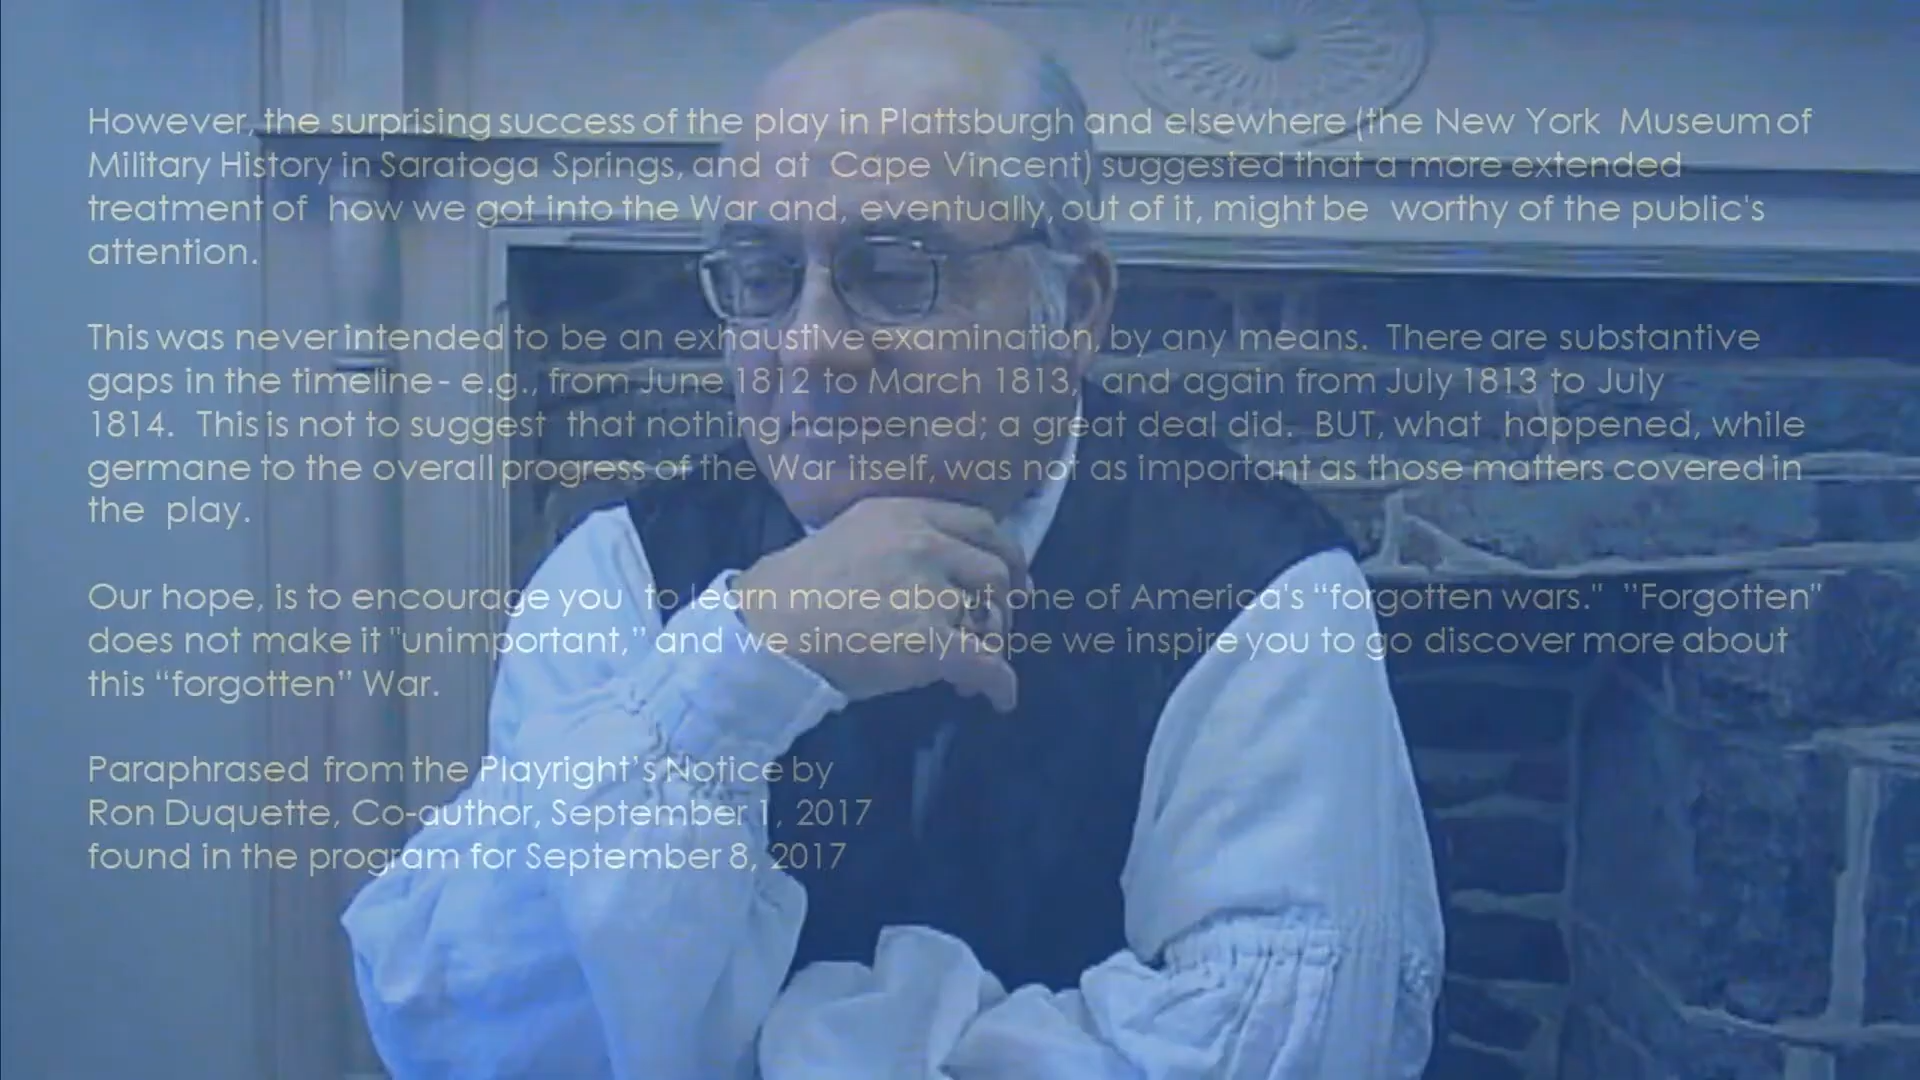 However, the surprising success of the play in Plattsburgh and elsewhere (the New York Museum of
Military History in Saratoga Springs, and at Cape Vincent) suggested that a more extended
treatment of how we got into the War and, eventually, out of it, might be worthy of the public's
attention.
This was never intended to be an exhaustive examination, by any means. There are substantive
gaps in the timeline - e.g., from June 1812 to March 1813, and again from July 1813 to July
1814. This is not to suggest that nothing happened; a great deal did. BUT, what happened, while
germane to the overall progress of the War itself, was not as important as those matters covered in
the play.
Our hope, is to encourage you to learn more about one of America's “forgotten wars." ”Forgotten"
does not make it "unimportant,” and we sincerely hope we inspire you to go discover more about
this “forgotten” War.
Paraphrased from the Playright’s Notice by
Ron Duquette, Co-author, September 1, 2017
found in the program for September 8, 2017